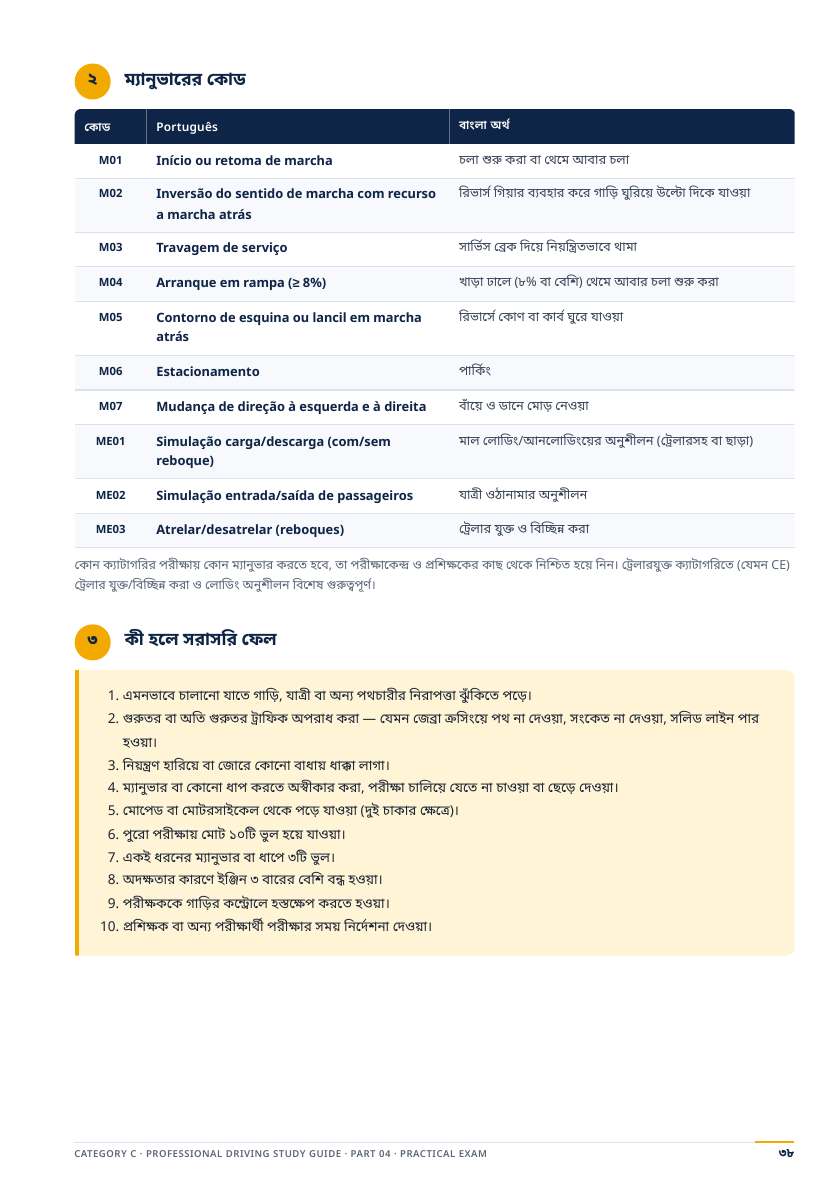 ২ ম্যানুভারের কোড
কোড Português বাংলা অর্থ
M01 Início ou retoma de marcha চলা শুরু করা বা থেমে আবার চলা
M02 Inversão do sentido de marcha com recurso রিভার্স গিয়ার ব্যবহার করে গাড়ি ঘুরিয়ে উল্টো দিকে যাওয়া
a marcha atrás
M03 Travagem de serviço সার্ভিস ব্রেক দিয়ে নিয়ন্ত্রিতভাবে থামা
M04 Arranque em rampa (≥ 8%) খাড়া ঢালে (৮% বা বেশি) থেমে আবার চলা শুরু করা
M05 Contorno de esquina ou lancil em marcha রিভার্সে কোণ বা কার্ব ঘুরে যাওয়া
atrás
M06 Estacionamento পার্কিং
M07 Mudança de direção à esquerda e à direita বাঁয়ে ও ডানে মোড় নেওয়া
ME01 Simulação carga/descarga (com/sem মাল লোডিং/আনলোডিংয়ের অনুশীলন (ট্রেলারসহ বা ছাড়া)
reboque)
ME02 Simulação entrada/saída de passageiros যাত্রী ওঠানামার অনুশীলন
ME03 Atrelar/desatrelar (reboques) ট্রেলার যুক্ত ও বিচ্ছিন্ন করা
কোন ক্যাটাগরির পরীক্ষায় কোন ম্যানুভার করতে হবে, তা পরীক্ষাকেন্দ্র ও প্রশিক্ষকের কাছ থেকে নিশ্চিত হয়ে নিন। ট্রেলারযুক্ত ক্যাটাগরিতে (যেমন CE)
ট্রেলার যুক্ত/বিচ্ছিন্ন করা ও লোডিং অনুশীলন বিশেষ গুরুত্বপূর্ণ।
৩ কী হলে সরাসরি ফেল
1. এমনভাবে চালানো যাতে গাড়ি, যাত্রী বা অন্য পথচারীর নিরাপত্তা ঝুঁকিতে পড়ে।
2. গুরুতর বা অতি গুরুতর ট্রাফিক অপরাধ করা — যেমন জেব্রা ক্রসিংয়ে পথ না দেওয়া, সংকেত না দেওয়া, সলিড লাইন পার
হওয়া।
3. নিয়ন্ত্রণ হারিয়ে বা জোরে কোনো বাধায় ধাক্কা লাগা।
4. ম্যানুভার বা কোনো ধাপ করতে অস্বীকার করা, পরীক্ষা চালিয়ে যেতে না চাওয়া বা ছেড়ে দেওয়া।
5. মোপেড বা মোটরসাইকেল থেকে পড়ে যাওয়া (দুই চাকার ক্ষেত্রে)।
6. পুরো পরীক্ষায় মোট ১০টি ভুল হয়ে যাওয়া।
7. একই ধরনের ম্যানুভার বা ধাপে ৩টি ভুল।
8. অদক্ষতার কারণে ইঞ্জিন ৩ বারের বেশি বন্ধ হওয়া।
9. পরীক্ষককে গাড়ির কন্ট্রোলে হস্তক্ষেপ করতে হওয়া।
10. প্রশিক্ষক বা অন্য পরীক্ষার্থী পরীক্ষার সময় নির্দেশনা দেওয়া।
CATEGORY C · PROFESSIONAL DRIVING STUDY GUIDE · PART 04 · PRACTICAL EXAM ৩৮